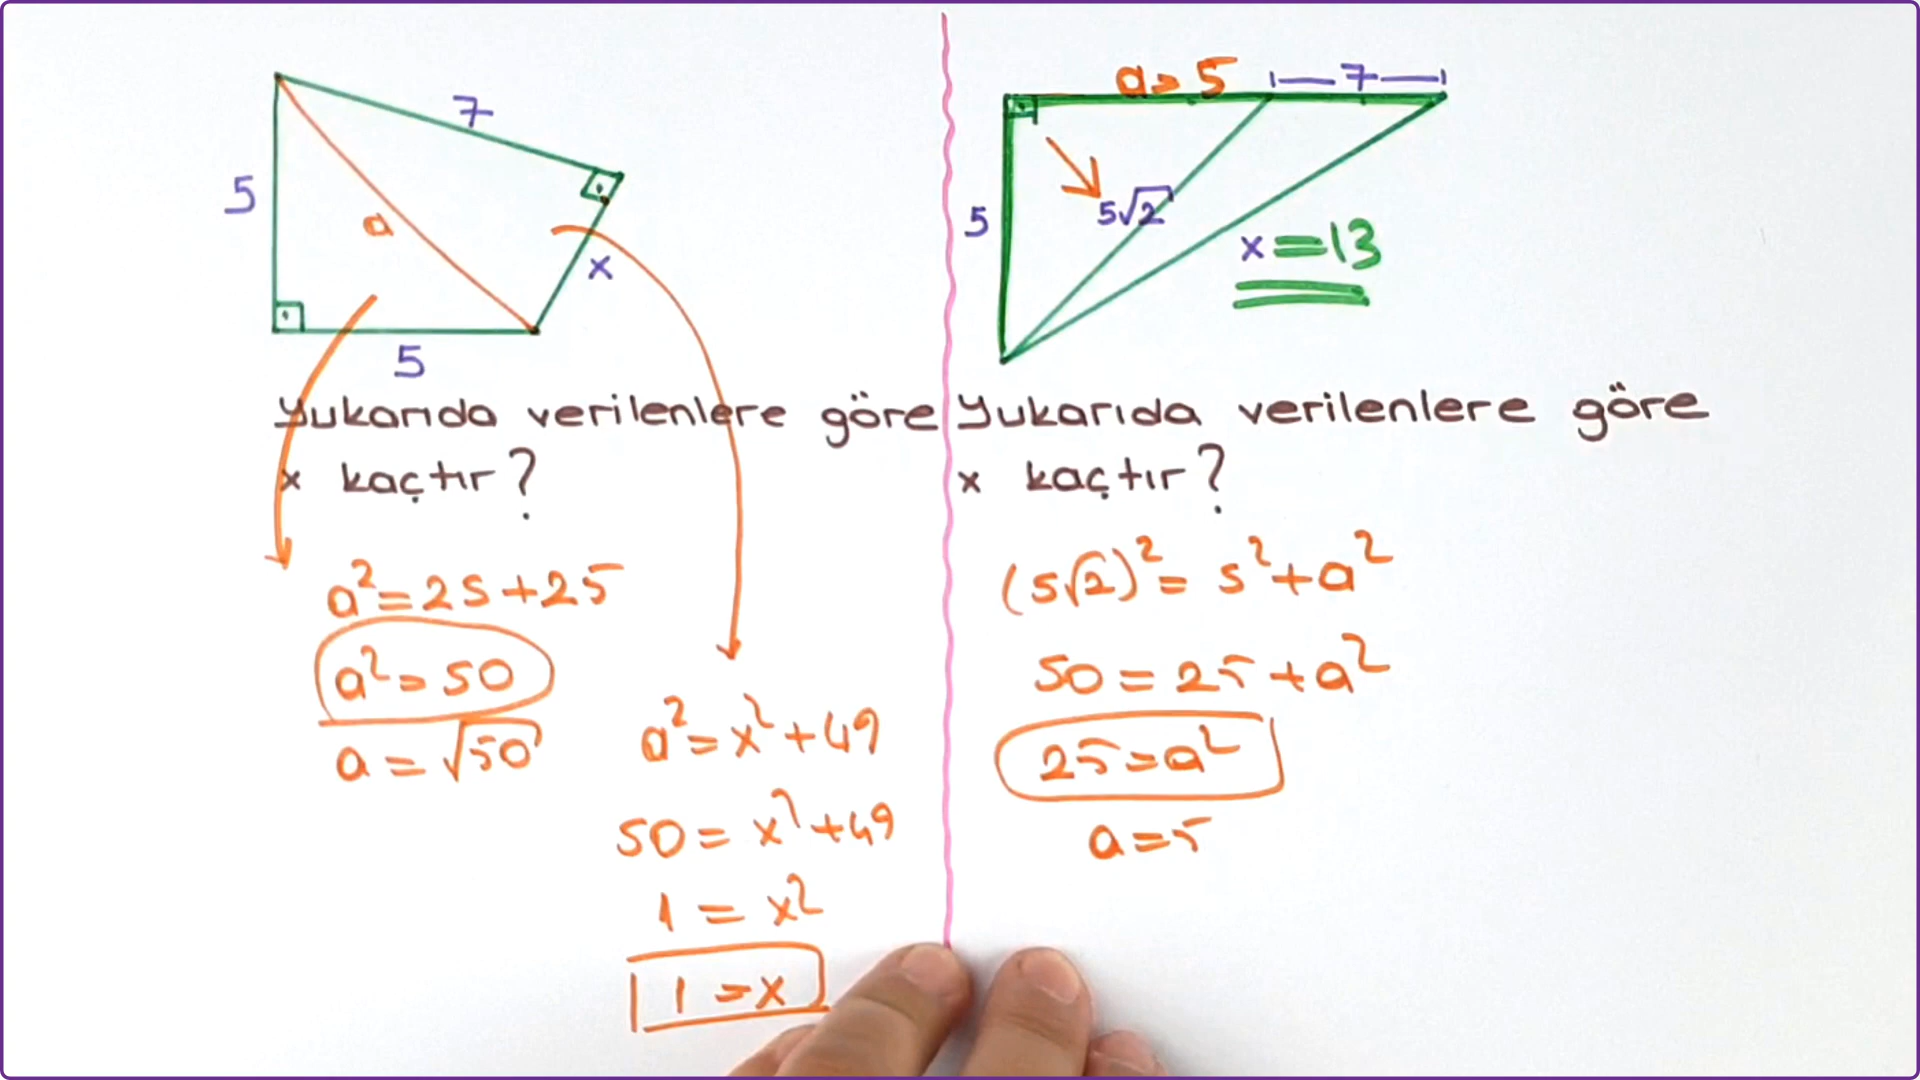 7
5
a
x
5
Yukarıda verilenlere göre
x kaçtır?
a²=25+25
a²=50
a=√50
a²=x²+49
50=x²+49
1=x²
1=x
a=5
7
5
5√2
x=13
Yukarıda verilenlere göre
x kaçtır?
(5√2)²=5²+a²
50=25+a²
25=a²
a=5